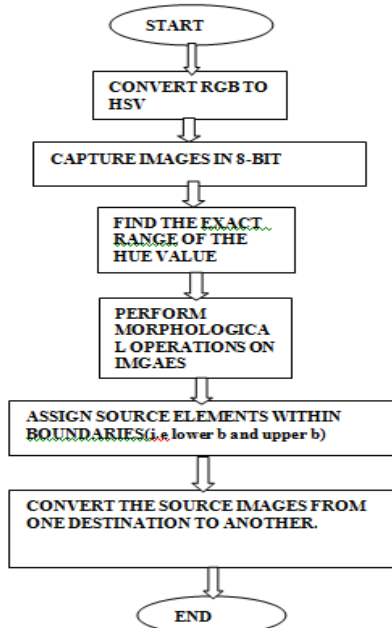 START
CONVERT RGB TO
HSV
CAPTURE IMAGES IN 8-BIT
FIND THE EXACT
RANGE OF THE
HUE VALUE
PERFORM
MORPHOLOGICA
L OPERATIONS ON
IMGAES
ASSIGN SOURCE ELEMENTS WITHIN
BOUNDARIES(i.e lower b and upper b)
CONVERT THE SOURCE IMAGES FROM
ONE DESTINATION TO ANOTHER.
END